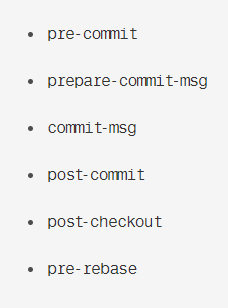 pre-commit
prepare-commit-msg
commit-msg
post-commit
post-checkout
pre-rebase